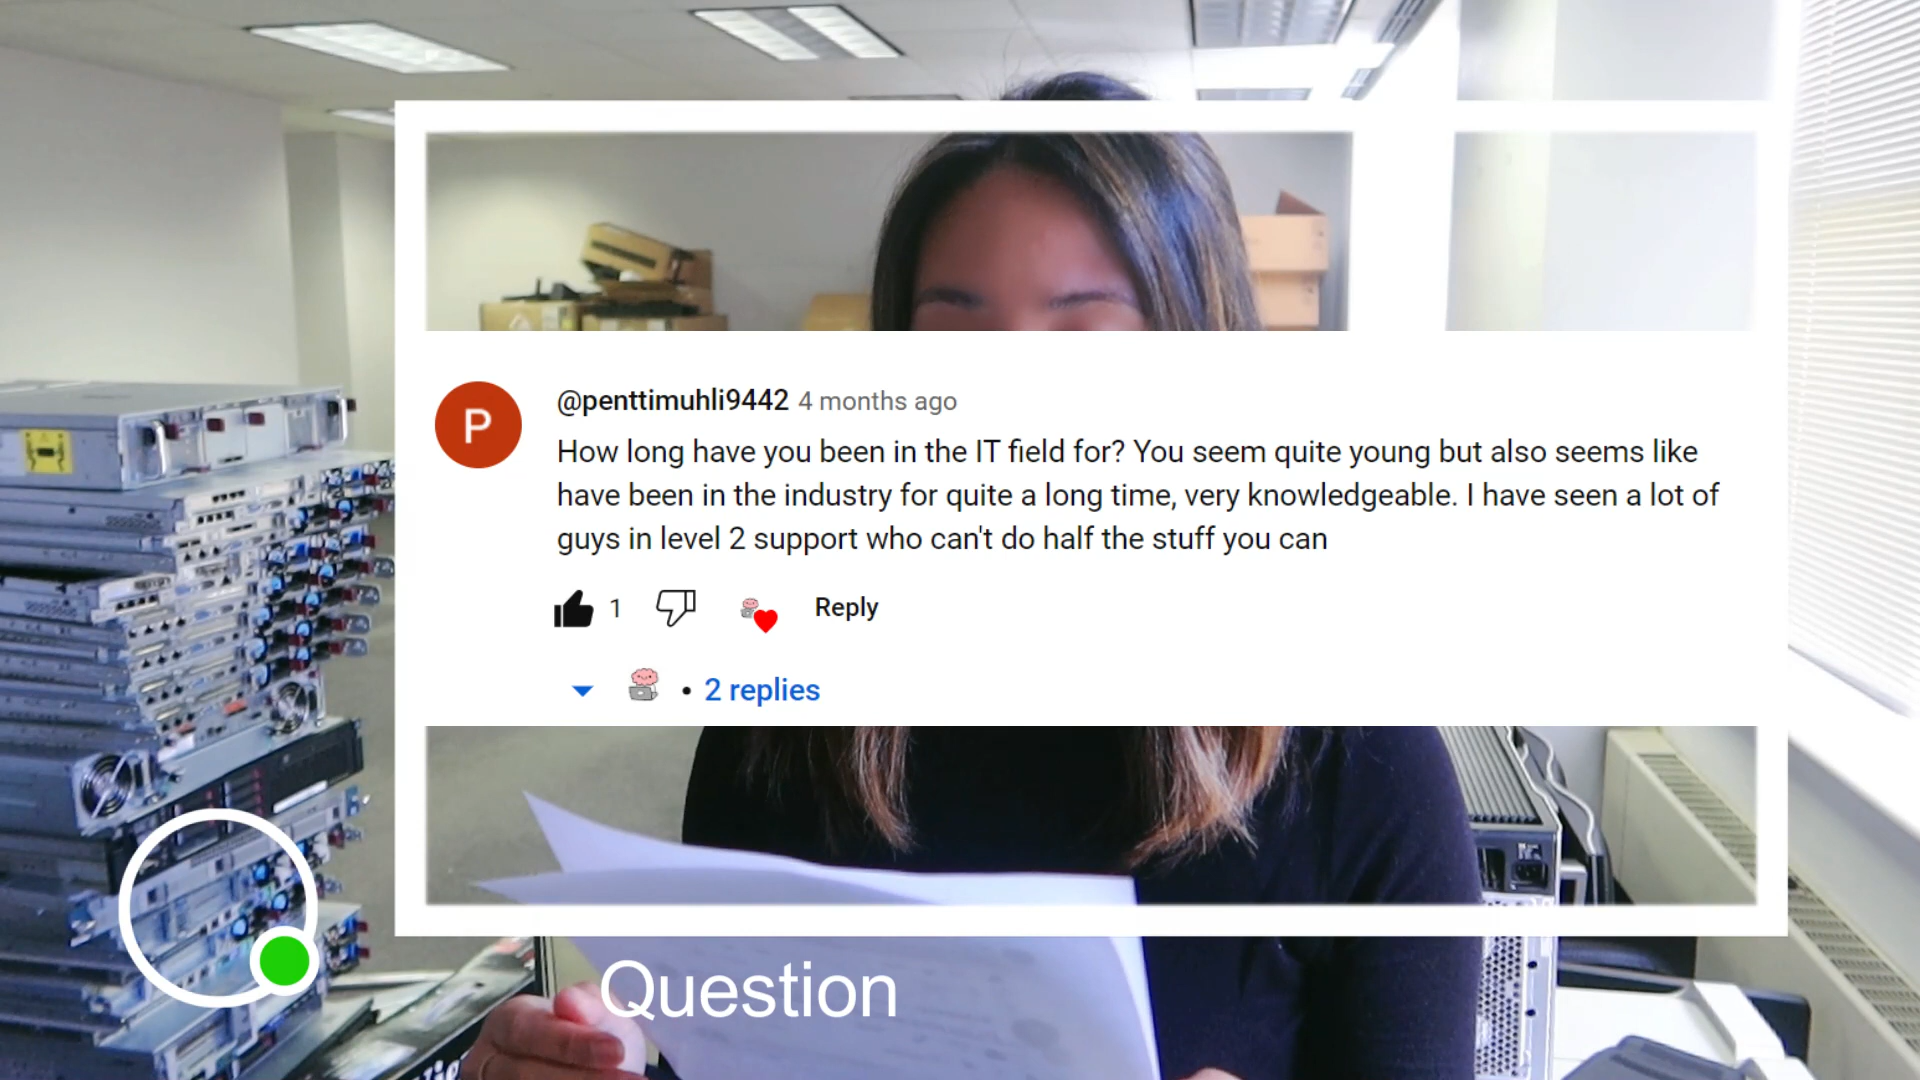 P
@penttimuhli9442 4 months ago
How long have you been in the IT field for? You seem quite young but also seems like
have been in the industry for quite a long time, very knowledgeable. I have seen a lot of
guys in level 2 support who can't do half the stuff you can
1
Reply
• 2 replies
Question